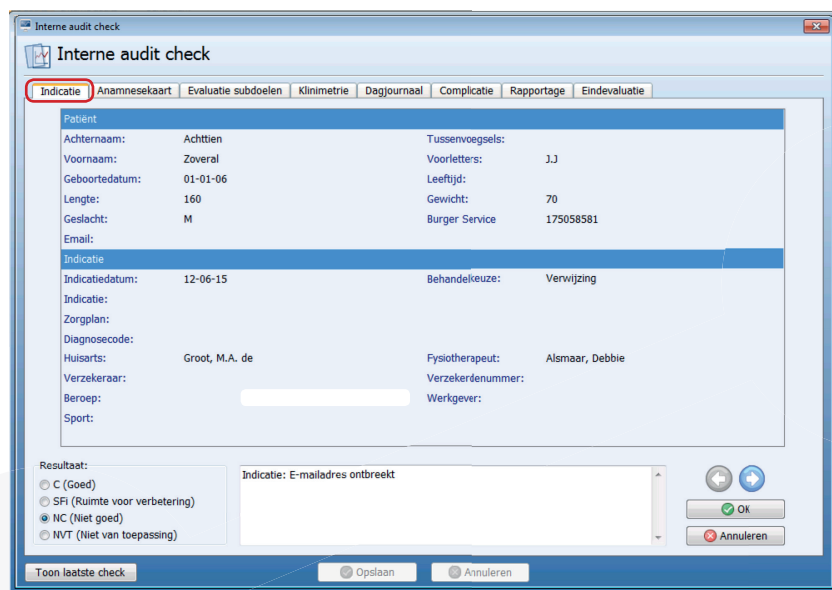 Interne audit check
Interne audit check
Indicatie Anamnesekaart Evaluatie subdoelen Klinimetrie Dagjournaal Complicatie Rapportage Eindevaluatie
Patiënt
Achternaam: Achttien Tussenvoegsels:
Voornaam: Zoveral Voorletters: J.J
Geboortedatum: 01-01-06 Leeftijd:
Lengte: 160 Gewicht: 70
Geslacht: M Burger Service 175058581
Email:
Indicatie
Indicatiedatum: 12-06-15 Behandelkeuze: Verwijzing
Indicatie:
Zorgplan:
Diagnosecode:
Huisarts: Groot, M.A. de Fysiotherapeut: Alsmaar, Debbie
Verzekeraar: Verzekerdenummer:
Beroep: Werkgever:
Sport:
Resultaat:
C (Goed)
SFi (Ruimte voor verbetering)
NC (Niet goed)
NVT (Niet van toepassing)
Indicatie: E-mailadres ontbreekt
OK
Annuleren
Toon laatste check Opslaan Annuleren